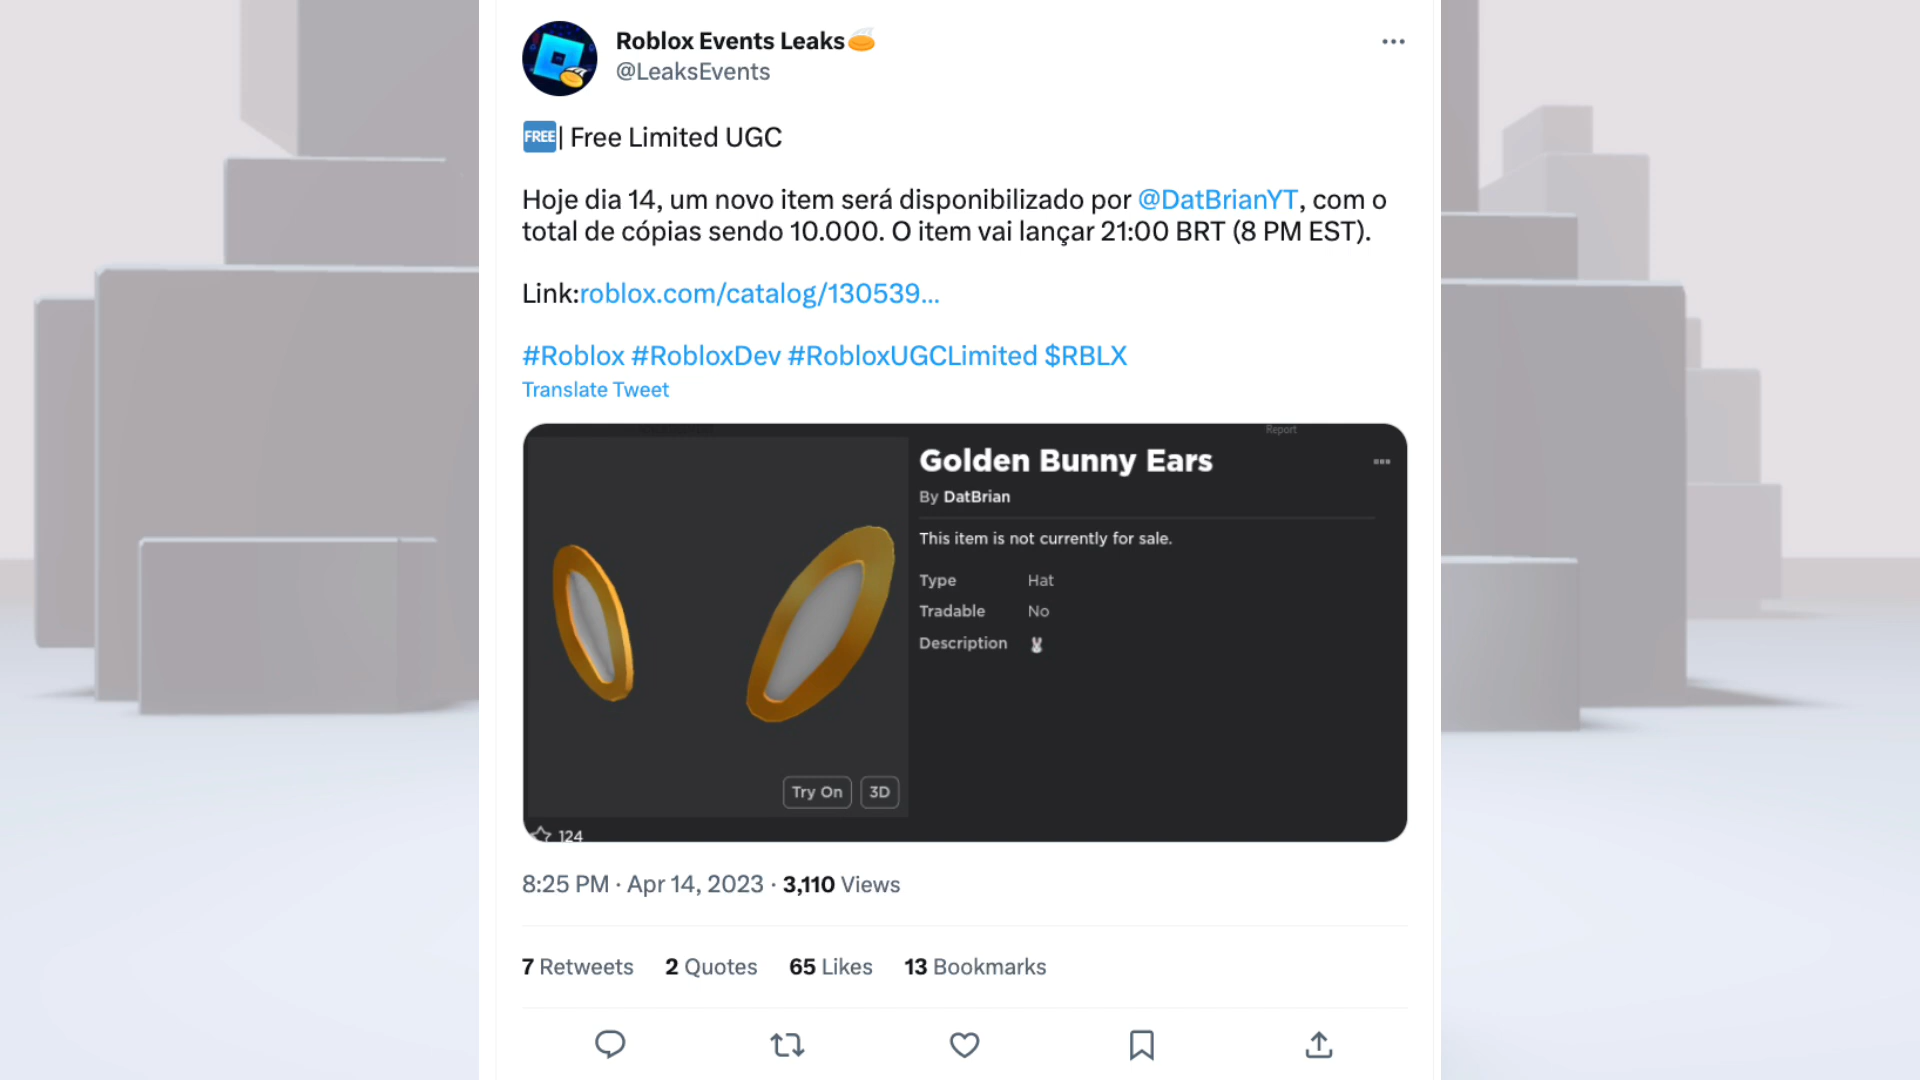 Roblox Events Leaks
@LeaksEvents
FREE| Free Limited UGC
Hoje dia 14, um novo item será disponibilizado por @DatBrianYT, com o
total de cópias sendo 10.000. O item vai lançar 21:00 BRT (8 PM EST).
Link:roblox.com/catalog/130539...
#Roblox #RobloxDev #RobloxUGCLimited $RBLX
Translate Tweet
Report
Golden Bunny Ears
By DatBrian
This item is not currently for sale.
Type Hat
Tradable No
Description
Try On 3D
124
8:25 PM · Apr 14, 2023 · 3,110 Views
7 Retweets 2 Quotes 65 Likes 13 Bookmarks